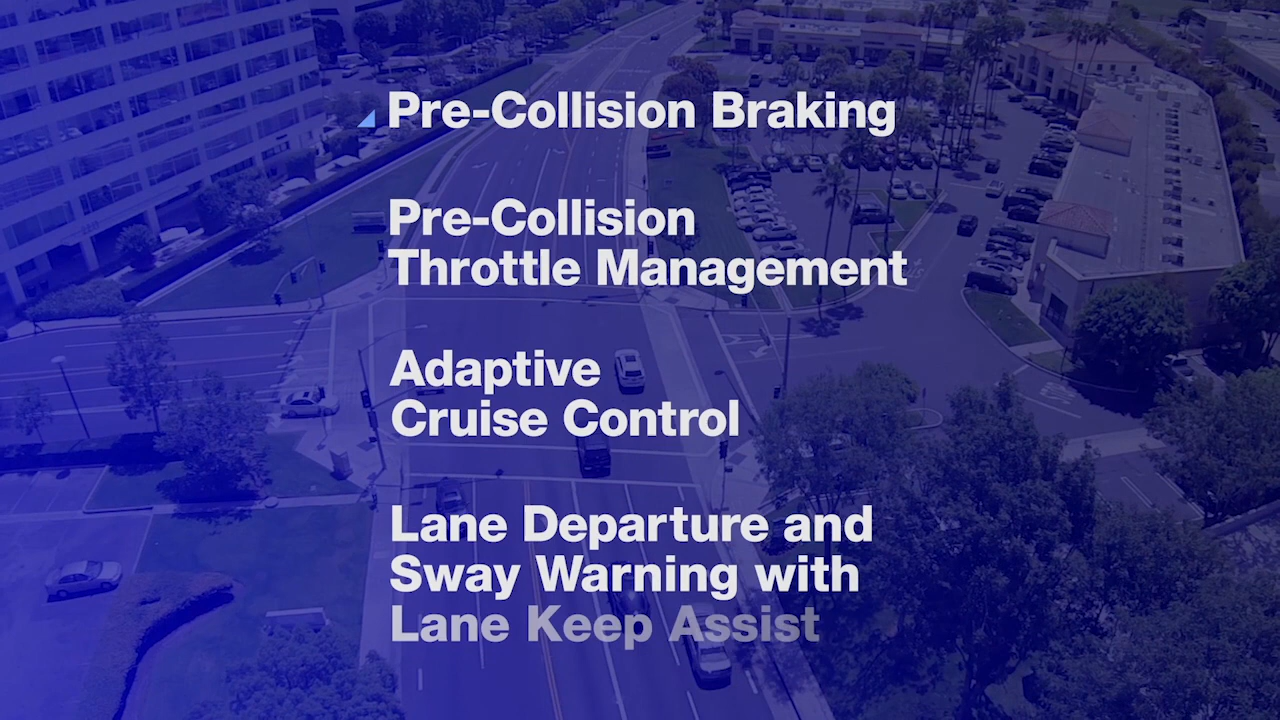 Pre-Collision Braking
Pre-Collision
Throttle Management
Adaptive
Cruise Control
Lane Departure and
Sway Warning with
Lane Keep Assist